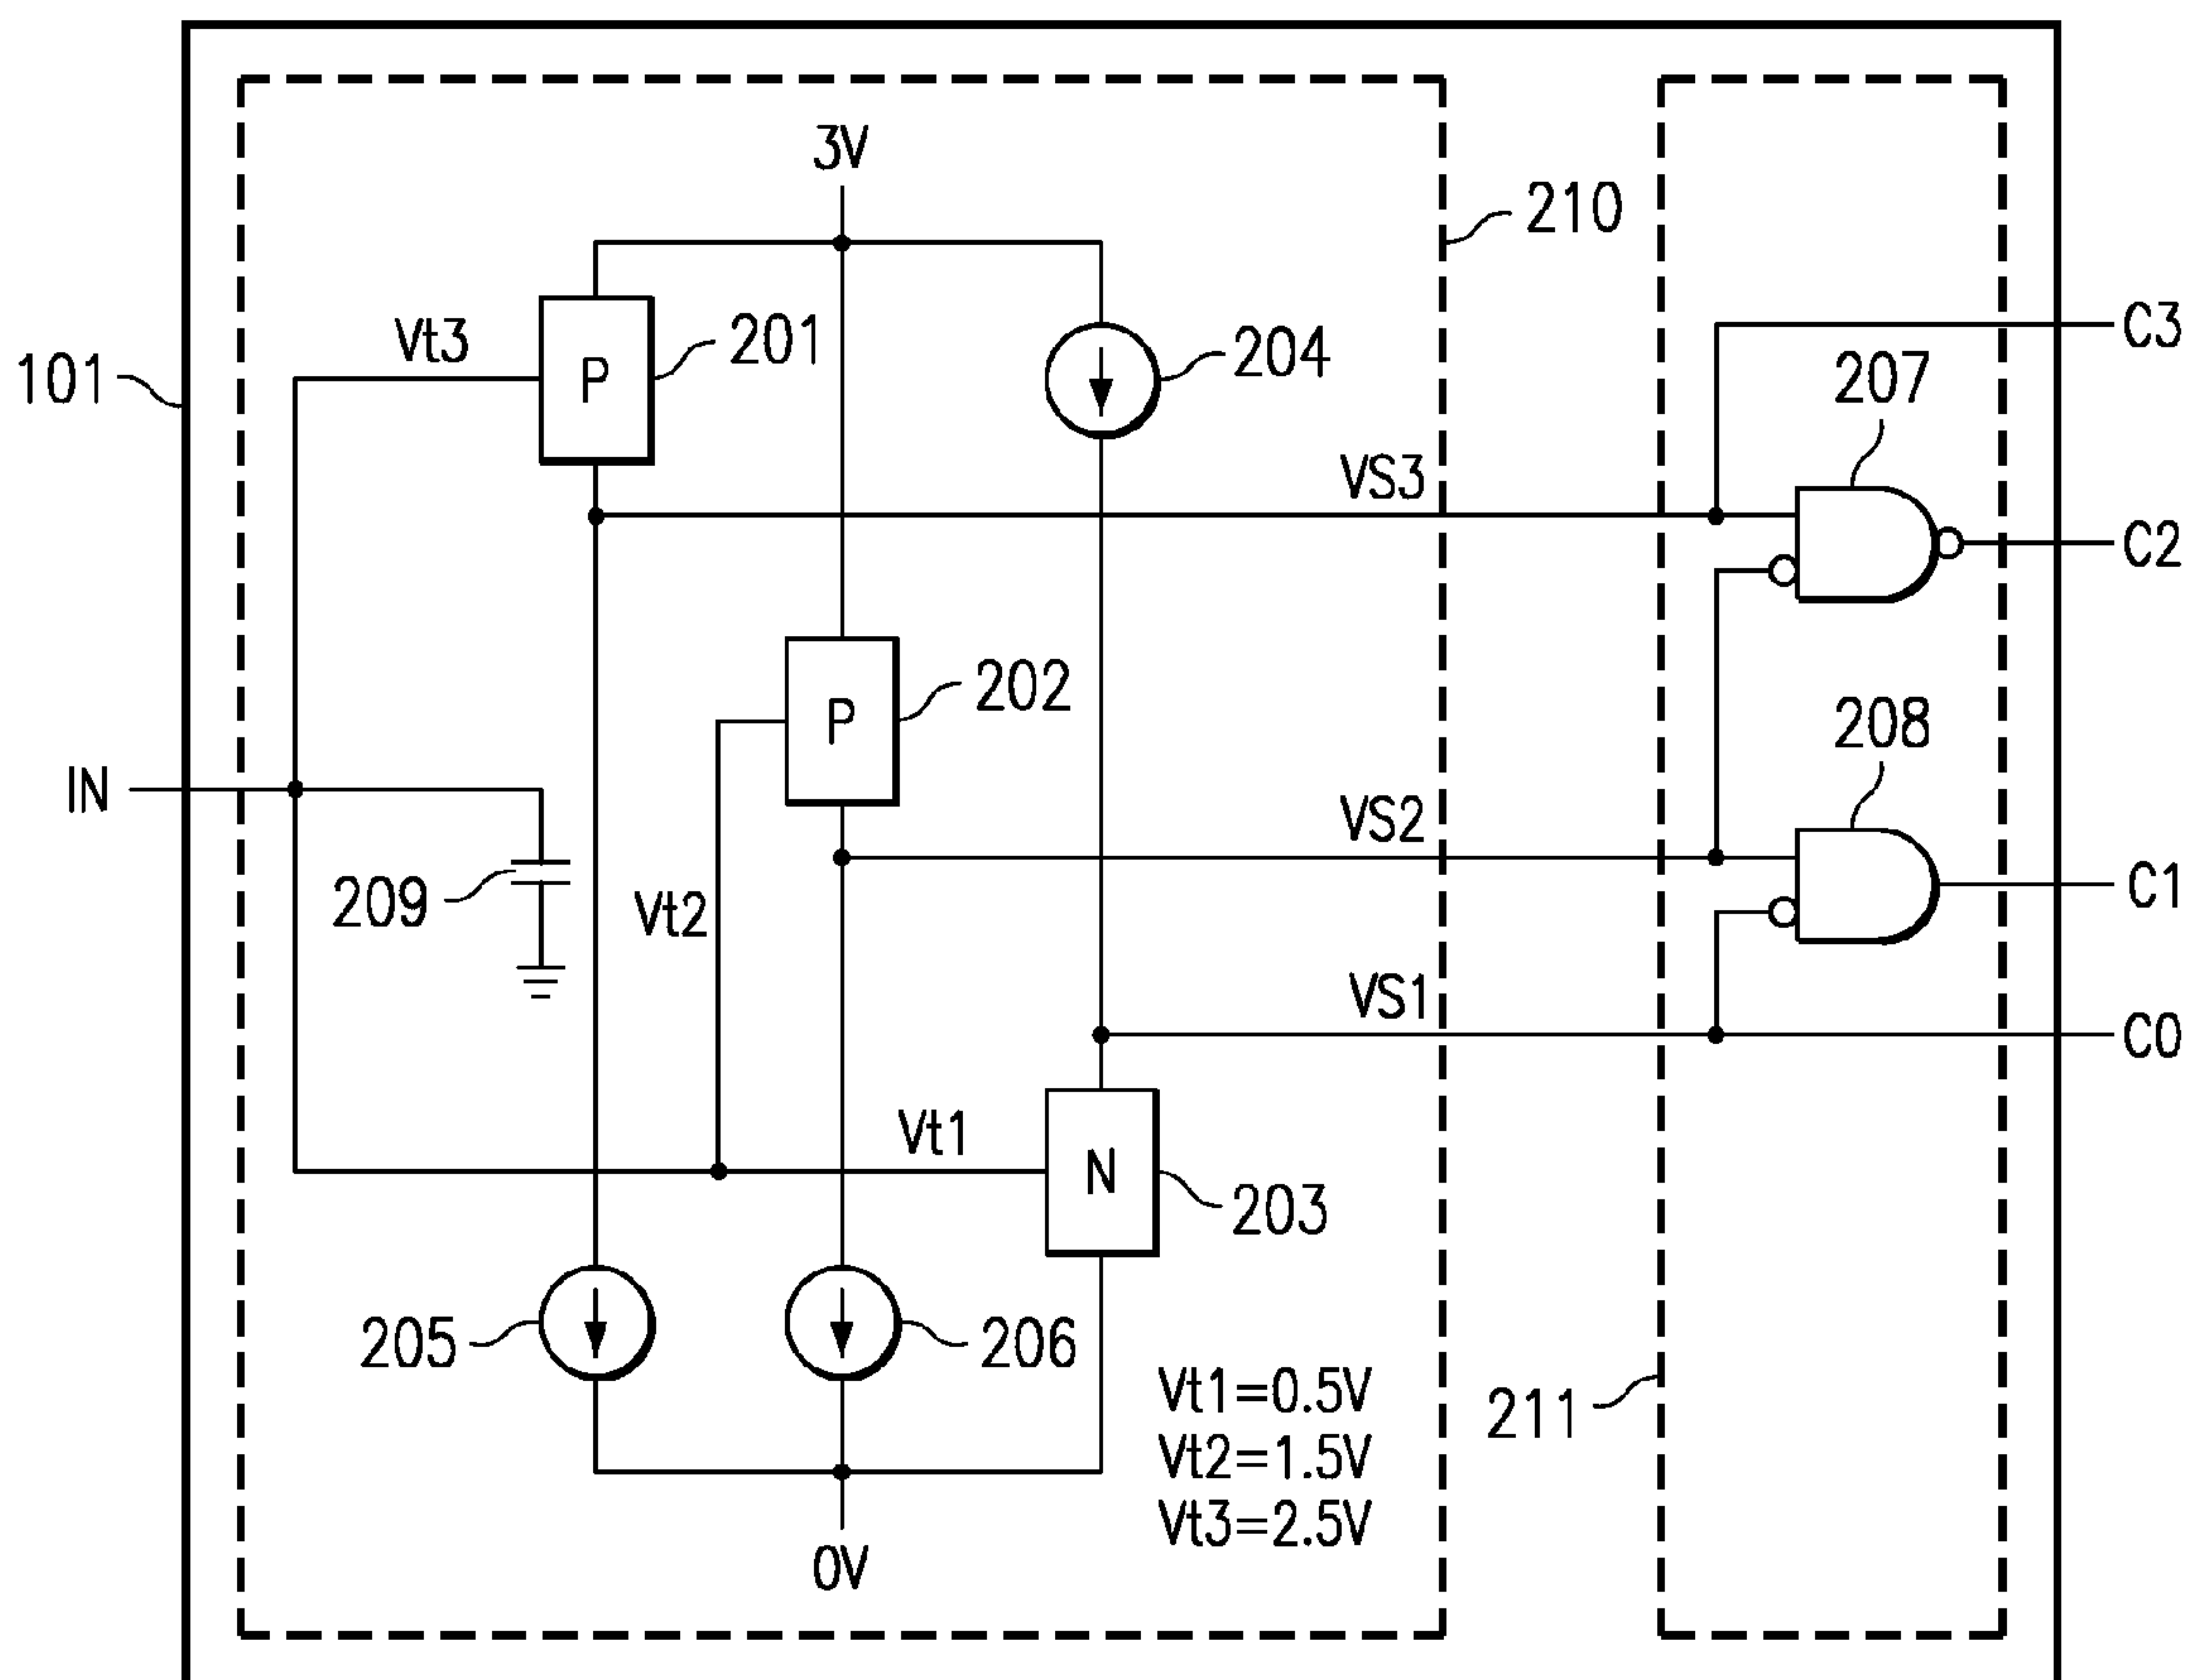 3V
210
Vt3
201
204
C3
101
P
207
VS3
C2
202
P
208
IN
VS2
C1
209
Vt2
VS1
C0
Vt1
N
203
205
206
Vt1=0.5V
211
Vt2=1.5V
Vt3=2.5V
0V